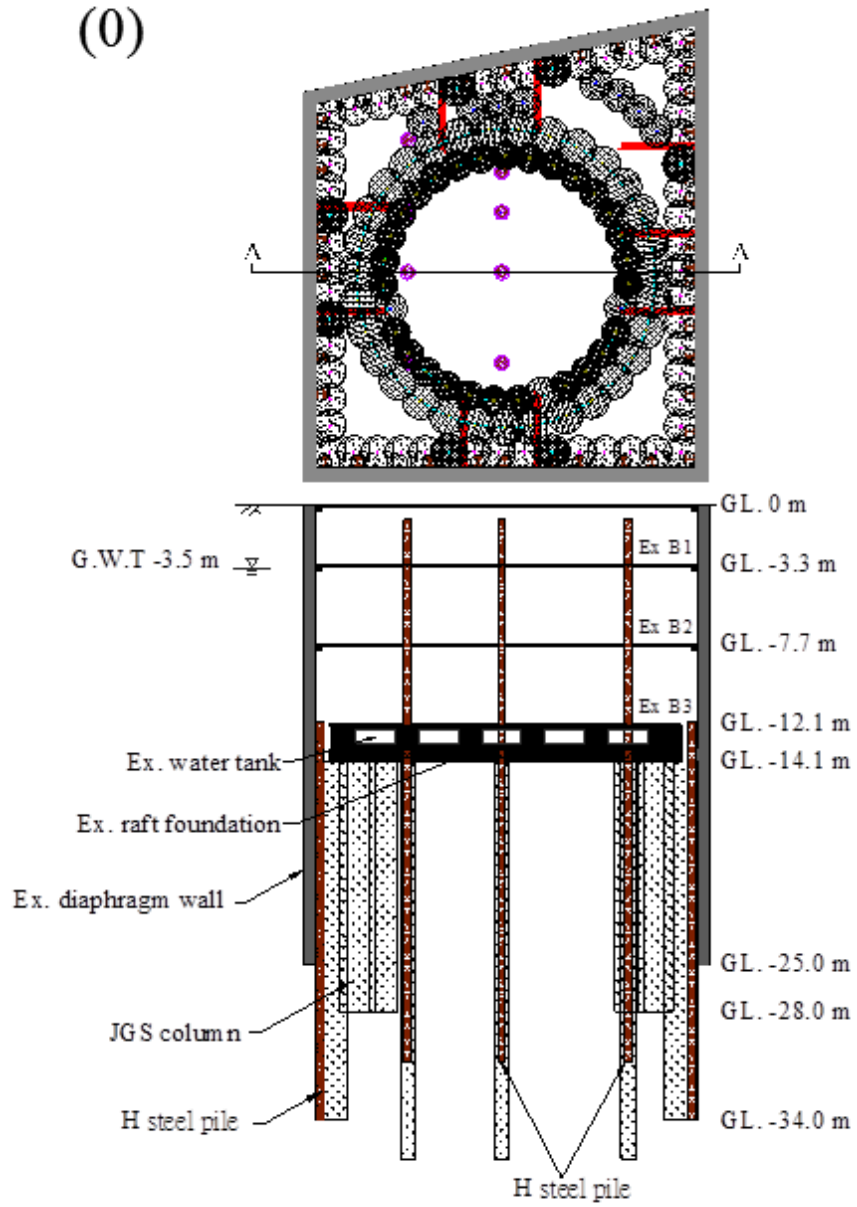 (0)
A A
GL. 0 m
Ex B1
G.W.T -3.5 m
GL. -3.3 m
Ex B2
GL. -7.7 m
Ex B3
GL. -12.1 m
Ex. water tank
GL. -14.1 m
Ex. raft foundation
Ex. diaphragm wall
GL. -25.0 m
GL. -28.0 m
JGS column
H steel pile
GL. -34.0 m
H steel pile